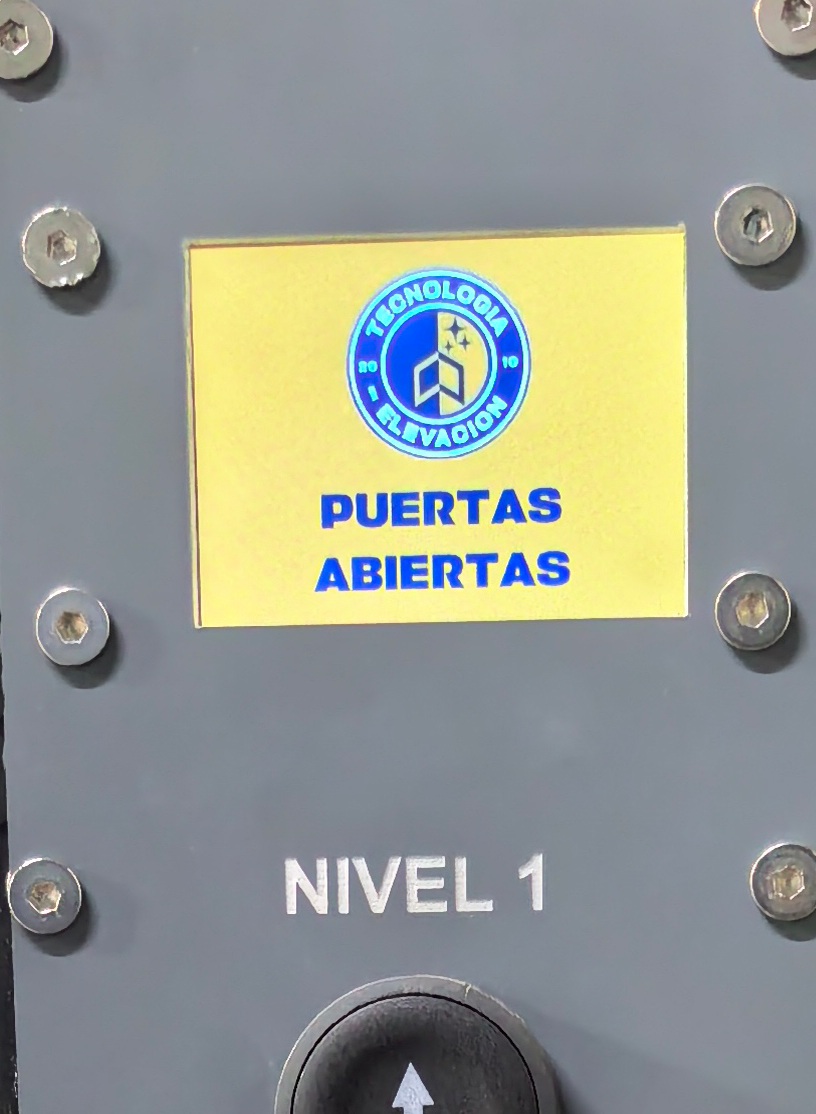 TECNOLOGIA
20 10
- ELEVACION
PUERTAS
ABIERTAS
NIVEL 1